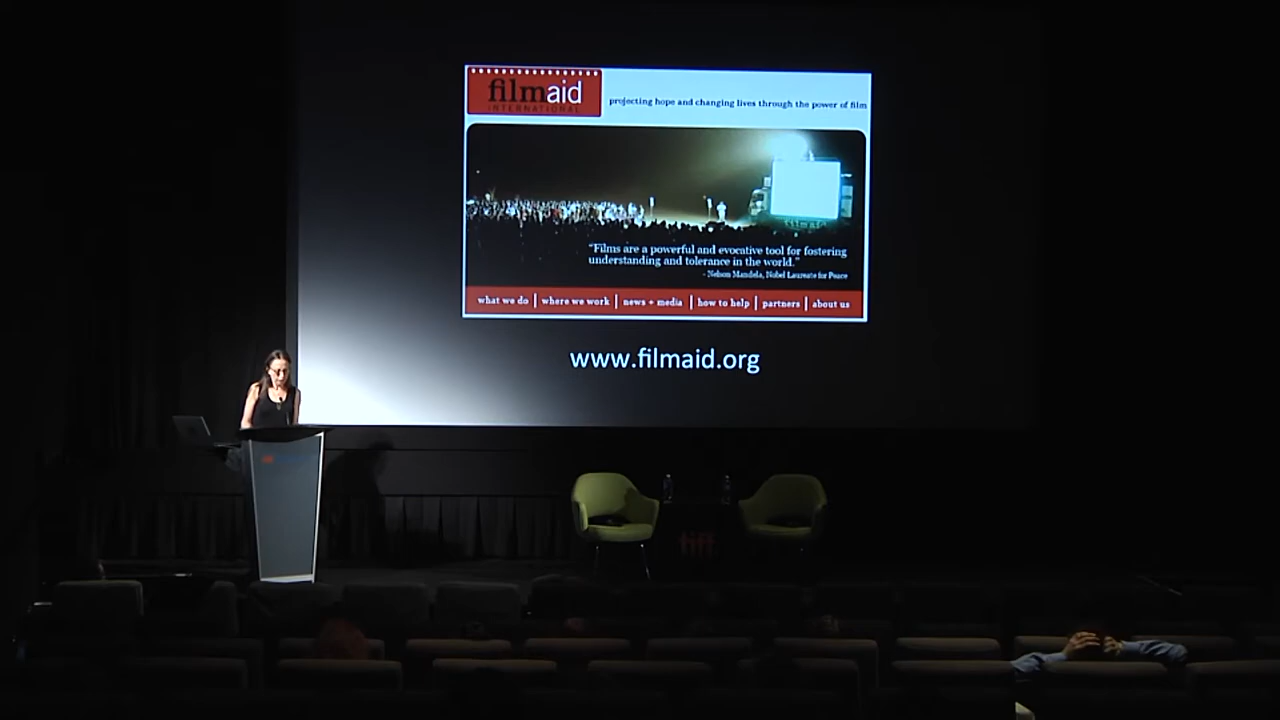 filmaid
INTERNATIONAL
projecting hope and changing lives through the power of film
filmaid
"Films are a powerful and evocative tool for fostering
understanding and tolerance in the world."
- Nelson Mandela, Nobel Laureate for Peace
what we do | where we work | news + media | how to help | partners | about us
www.filmaid.org
tiff